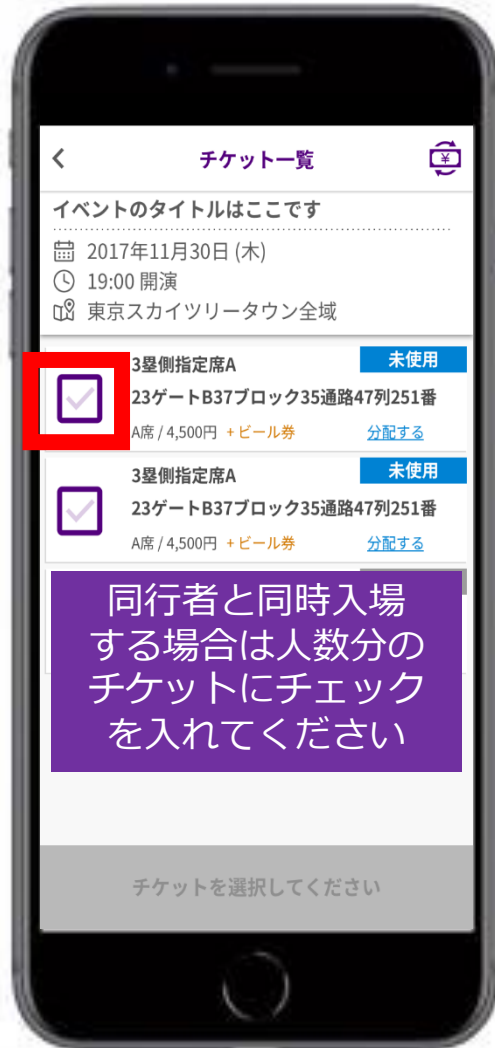 チケット一覧
¥
イベントのタイトルはここです
2017年11月30日 (木)
19:00 開演
東京スカイツリータウン全域
3塁側指定席A
未使用
23ゲートB37ブロック35通路47列251番
A席 / 4,500円 + ビール券
分配する
3塁側指定席A
未使用
23ゲートB37ブロック35通路47列251番
A席 / 4,500円 + ビール券
分配する
同行者と同時入場
する場合は人数分の
チケットにチェック
を入れてください
チケットを選択してください